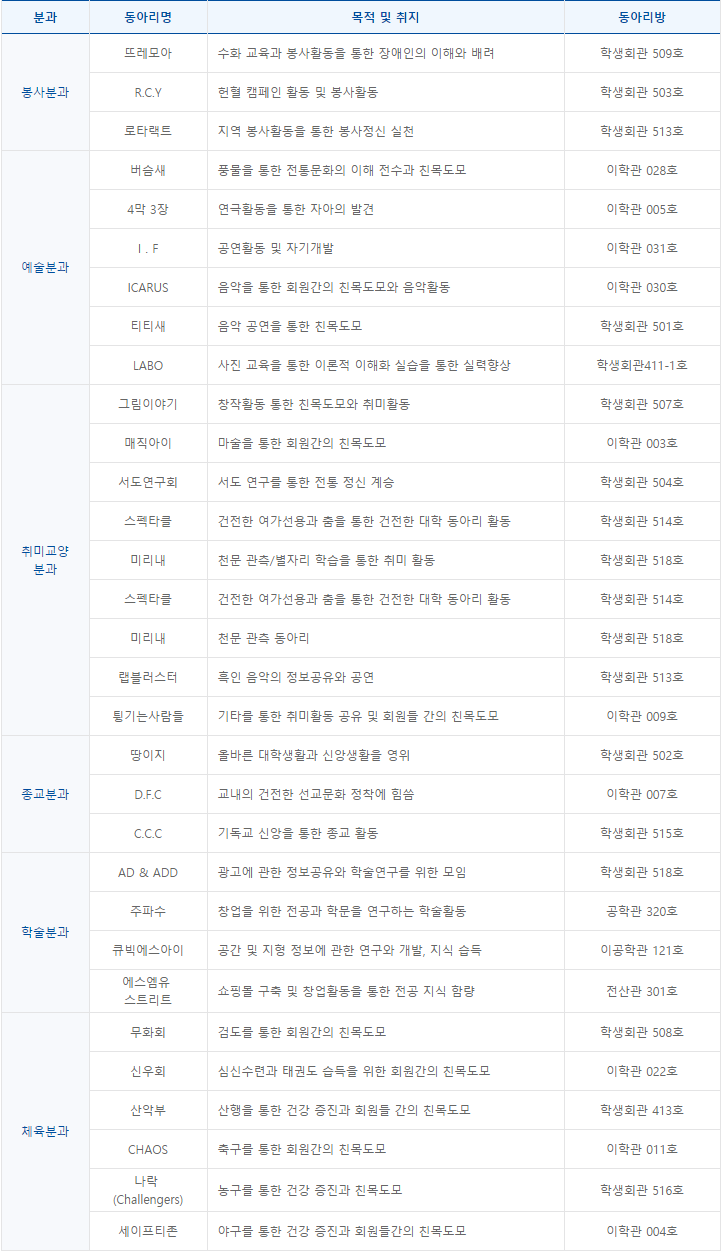 분과 동아리명 목적 및 취지 동아리방
봉사분과
뜨레모아 수화 교육과 봉사활동을 통한 장애인의 이해와 배려 학생회관 509호
R.C.Y 헌혈 캠페인 활동 및 봉사활동 학생회관 503호
로타랙트 지역 봉사활동을 통한 봉사정신 실천 학생회관 513호
예술분과
버슴새 풍물을 통한 전통문화의 이해 전수과 친목도모 이학관 028호
4막 3장 연극활동을 통한 자아의 발견 이학관 005호
I . F 공연활동 및 자기개발 이학관 031호
ICARUS 음악을 통한 회원간의 친목도모와 음악활동 이학관 030호
티티새 음악 공연을 통한 친목도모 학생회관 501호
LABO 사진 교육을 통한 이론적 이해화 실습을 통한 실력향상 학생회관411-1호
취미교양
분과
그림이야기 창작활동 통한 친목도모와 취미활동 학생회관 507호
매직아이 마술을 통한 회원간의 친목도모 이학관 003호
서도연구회 서도 연구를 통한 전통 정신 계승 학생회관 504호
스펙타클 건전한 여가선용과 춤을 통한 건전한 대학 동아리 활동 학생회관 514호
미리내 천문 관측/별자리 학습을 통한 취미 활동 학생회관 518호
스펙타클 건전한 여가선용과 춤을 통한 건전한 대학 동아리 활동 학생회관 514호
미리내 천문 관측 동아리 학생회관 518호
랩블러스터 흑인 음악의 정보공유와 공연 학생회관 513호
튕기는사람들 기타를 통한 취미활동 공유 및 회원들 간의 친목도모 이학관 009호
종교분과
땅이지 올바른 대학생활과 신앙생활을 영위 학생회관 502호
D.F.C 교내의 건전한 선교문화 정착에 힘씀 이학관 007호
C.C.C 기독교 신앙을 통한 종교 활동 학생회관 515호
학술분과
AD & ADD 광고에 관한 정보공유와 학술연구를 위한 모임 학생회관 518호
주파수 창업을 위한 전공과 학문을 연구하는 학술활동 공학관 320호
큐빅에스아이 공간 및 지형 정보에 관한 연구와 개발, 지식 습득 이공학관 121호
에스엠유
스트리트 쇼핑몰 구축 및 창업활동을 통한 전공 지식 함량 전산관 301호
체육분과
무화회 검도를 통한 회원간의 친목도모 학생회관 508호
신우회 심신수련과 태권도 습득을 위한 회원간의 친목도모 이학관 022호
산악부 산행을 통한 건강 증진과 회원들 간의 친목도모 학생회관 413호
CHAOS 축구를 통한 회원간의 친목도모 이학관 011호
나락
(Challengers) 농구를 통한 건강 증진과 친목도모 학생회관 516호
세이프티존 야구를 통한 건강 증진과 회원들간의 친목도모 이학관 004호